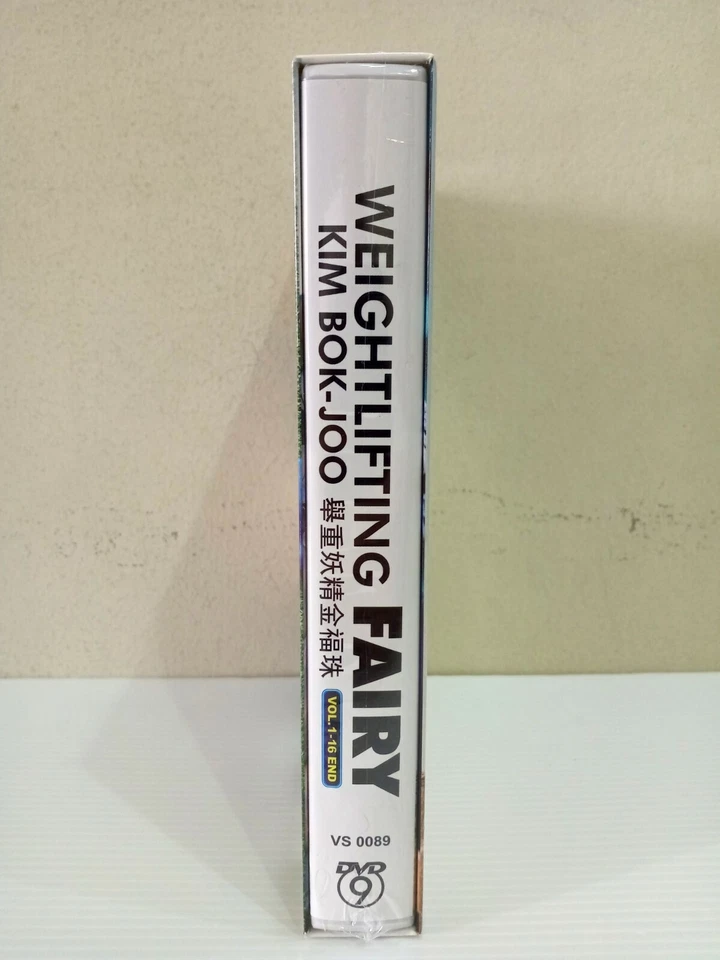 WEIGHTLIFTING FAIRY
KIM BOK-JOO 舉重妖精金福珠
VOL.1-16 END
VS 0089
DVD
9